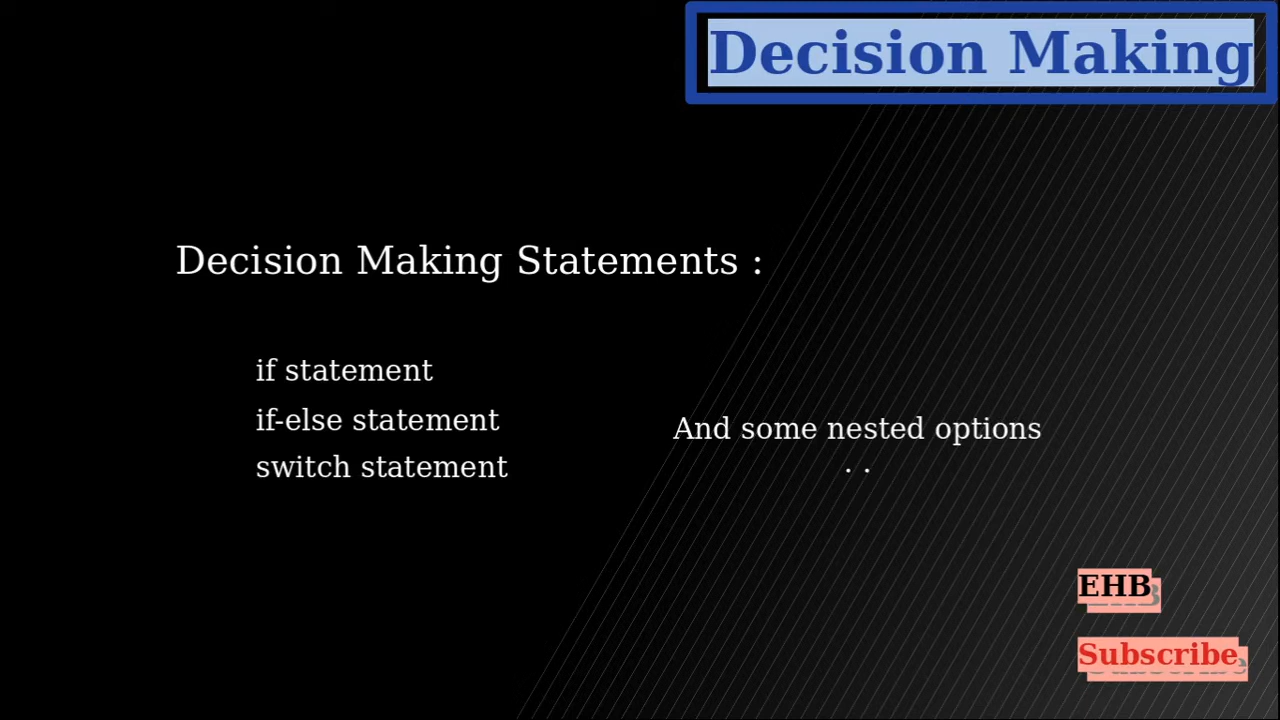 Decision Making
Decision Making Statements :
if statement
if-else statement
switch statement
And some nested options
. .
EHB
Subscribe